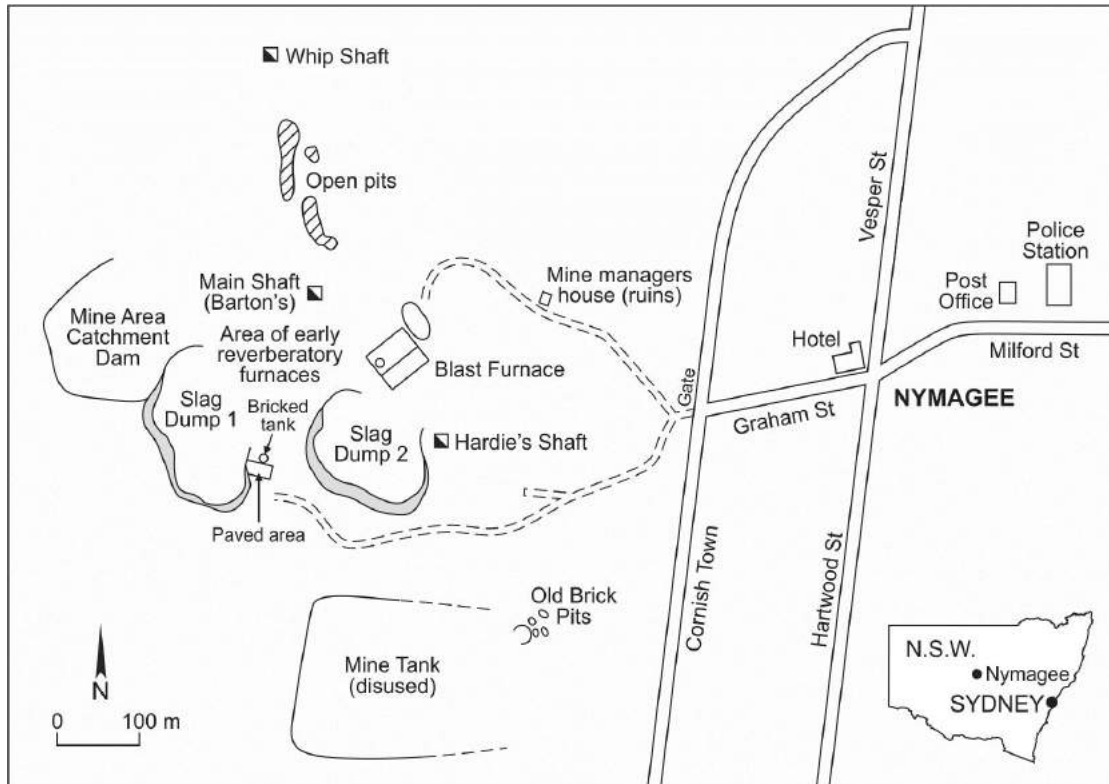 Whip Shaft
Open pits
Vesper St
Police
Station
Post
Office
Main Shaft
(Barton's)
Mine managers
house (ruins)
Mine Area
Catchment
Dam
Area of early
reverberatory
furnaces
Blast Furnace
Hotel
Milford St
Gate
NYMAGEE
Graham St
Slag
Dump 1
Bricked
tank
Slag
Dump 2
Hardie's Shaft
Paved area
Cornish Town
Hartwood St
Old Brick
Pits
Mine Tank
(disused)
N
0 100 m
N.S.W.
Nymagee
SYDNEY